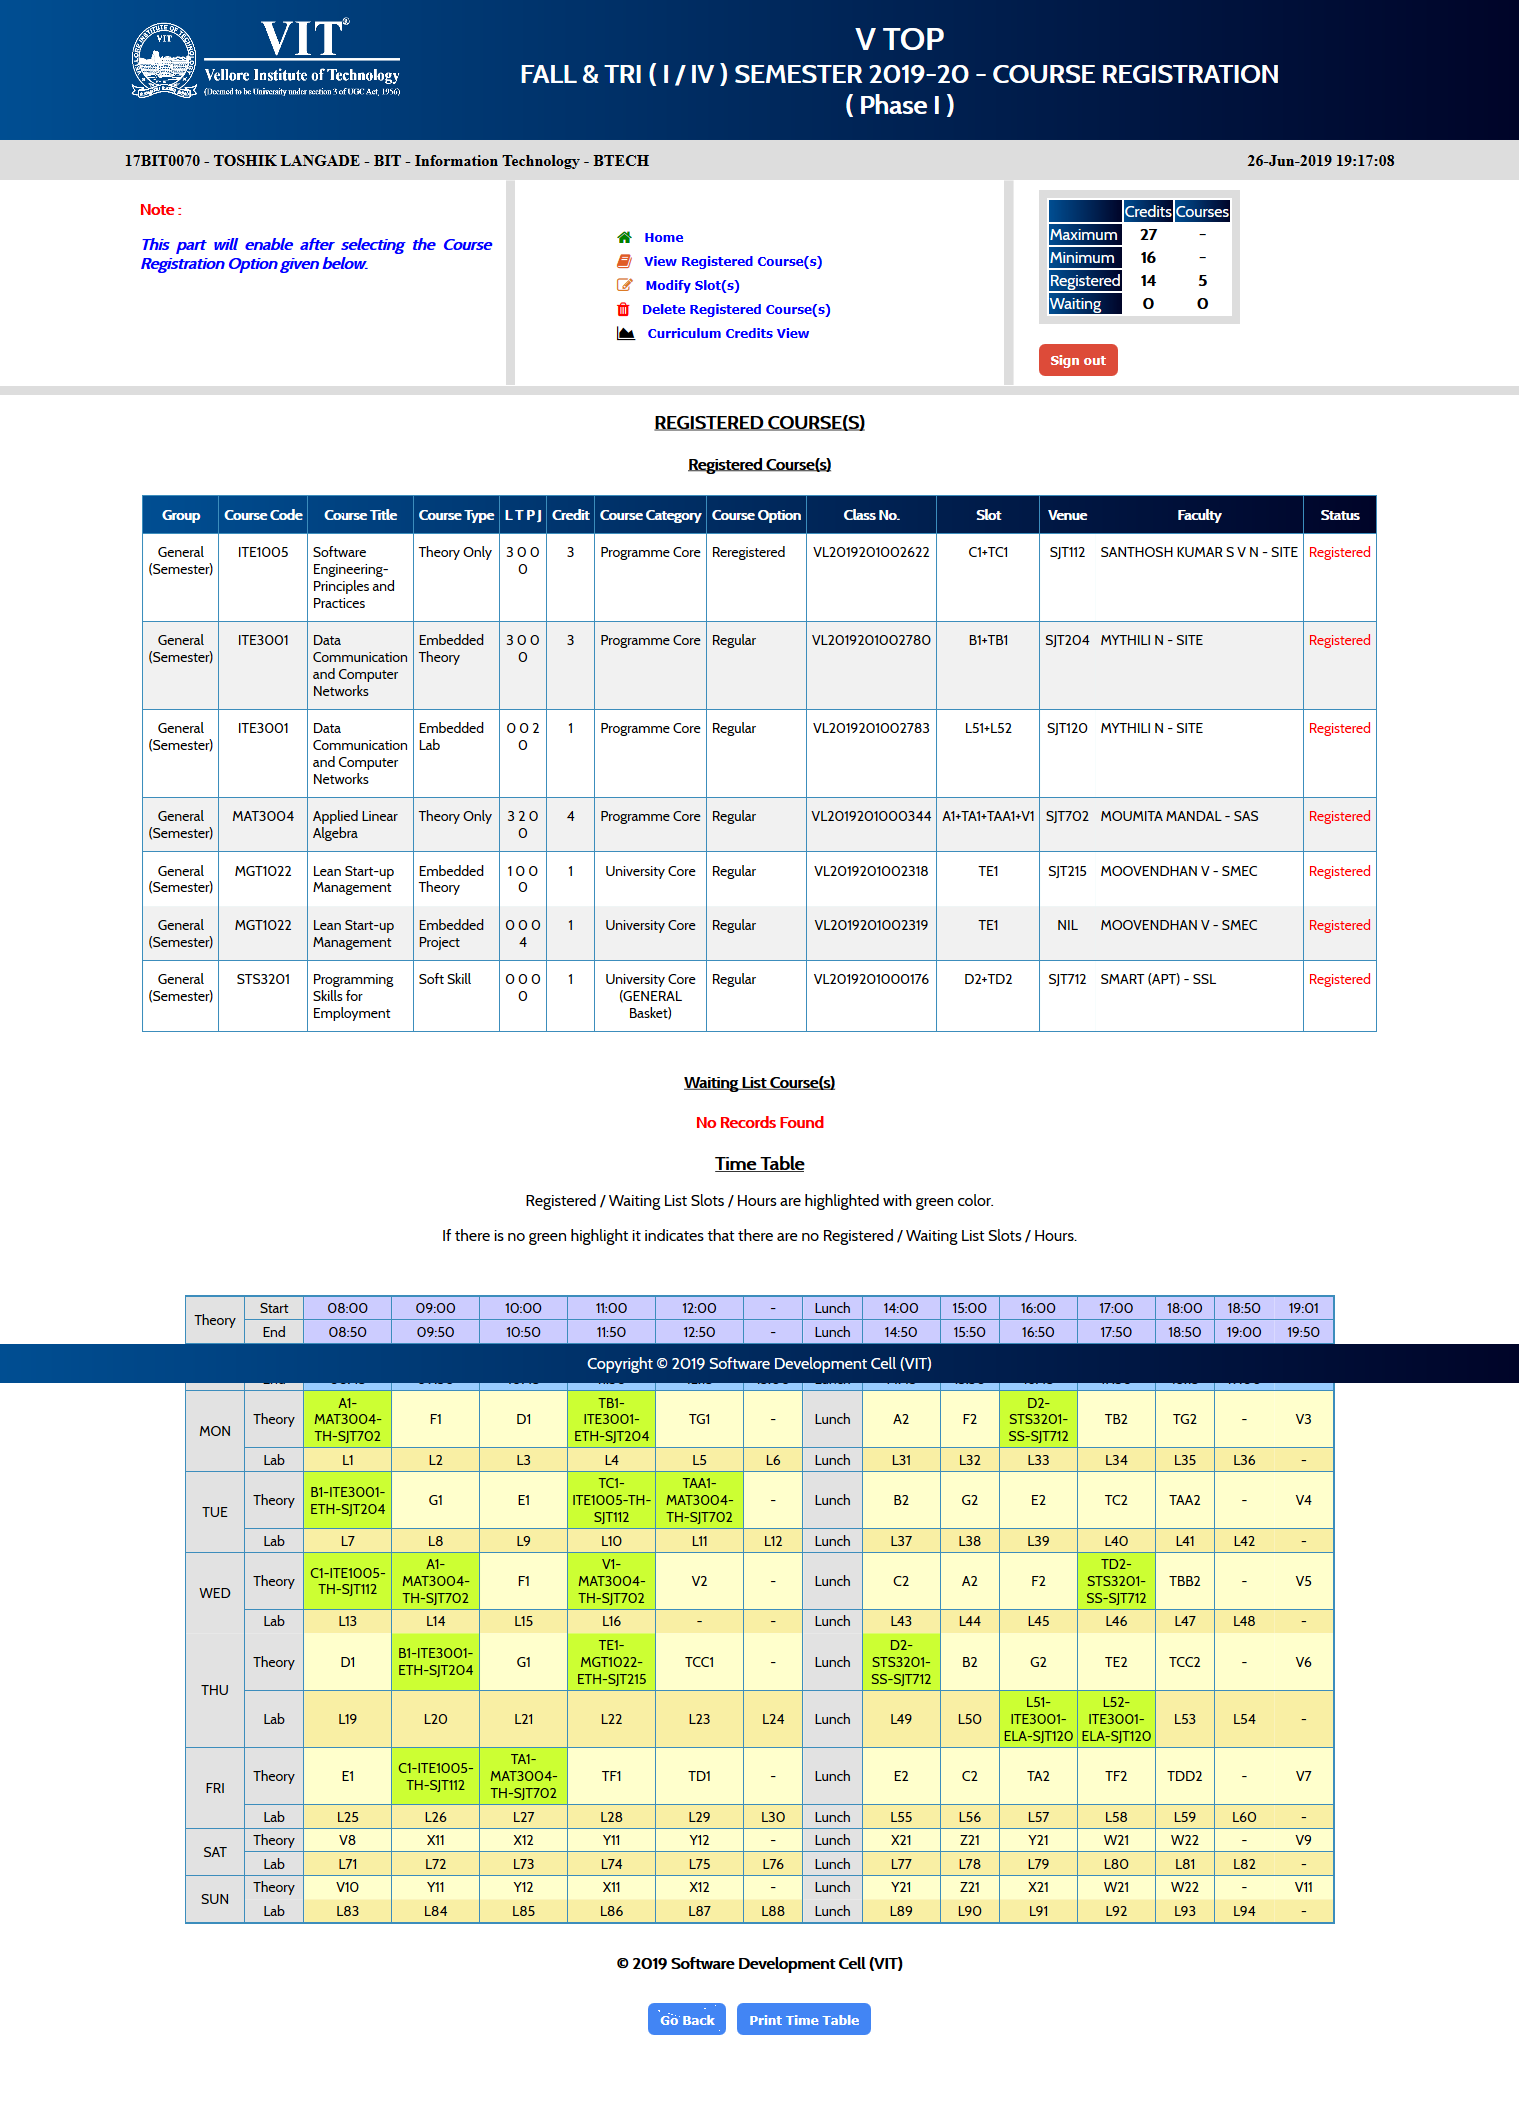 VIT®
Vellore Institute of Technology
(Deemed to be University under section 3 of UGC Act, 1956)
V TOP
FALL & TRI ( I / IV ) SEMESTER 2019-20 - COURSE REGISTRATION
( Phase I )
17BIT0070 - TOSHIK LANGADE - BIT - Information Technology - BTECH 26-Jun-2019 19:17:08
Note :
This part will enable after selecting the Course
Registration Option given below.
Home
View Registered Course(s)
Modify Slot(s)
Delete Registered Course(s)
Curriculum Credits View
Credits Courses
Maximum 27 -
Minimum 16 -
Registered 14 5
Waiting 0 0
Sign out
REGISTERED COURSE(S)
Registered Course(s)
Group Course Code Course Title Course Type L T P J Credit Course Category Course Option Class No. Slot Venue Faculty Status
General (Semester) ITE1005 Software Engineering- Principles and Practices Theory Only 3 0 0 0 3 Programme Core Reregistered VL2019201002622 C1+TC1 SJT112 SANTHOSH KUMAR S V N - SITE Registered
General (Semester) ITE3001 Data Communication and Computer Networks Embedded Theory 3 0 0 0 3 Programme Core Regular VL2019201002780 B1+TB1 SJT204 MYTHILI N - SITE Registered
General (Semester) ITE3001 Data Communication and Computer Networks Embedded Lab 0 0 2 0 1 Programme Core Regular VL2019201002783 L51+L52 SJT120 MYTHILI N - SITE Registered
General (Semester) MAT3004 Applied Linear Algebra Theory Only 3 2 0 0 4 Programme Core Regular VL2019201000344 A1+TA1+TAA1+V1 SJT702 MOUMITA MANDAL - SAS Registered
General (Semester) MGT1022 Lean Start-up Management Embedded Theory 1 0 0 0 1 University Core Regular VL2019201002318 TE1 SJT215 MOOVENDHAN V - SMEC Registered
General (Semester) MGT1022 Lean Start-up Management Embedded Project 0 0 0 4 1 University Core Regular VL2019201002319 TE1 NIL MOOVENDHAN V - SMEC Registered
General (Semester) STS3201 Programming Skills for Employment Soft Skill 0 0 0 0 1 University Core (GENERAL Basket) Regular VL2019201000176 D2+TD2 SJT712 SMART (APT) - SSL Registered
Waiting List Course(s)
No Records Found
Time Table
Registered / Waiting List Slots / Hours are highlighted with green color.
If there is no green highlight it indicates that there are no Registered / Waiting List Slots / Hours.
Theory Start 08:00 09:00 10:00 11:00 12:00 - Lunch 14:00 15:00 16:00 17:00 18:00 18:50 19:01
End 08:50 09:50 10:50 11:50 12:50 - Lunch 14:50 15:50 16:50 17:50 18:50 19:00 19:50
Copyright © 2019 Software Development Cell (VIT)
MON Theory A1-MAT3004-TH-SJT702 F1 D1 TB1-ITE3001-ETH-SJT204 TG1 - Lunch A2 F2 D2-STS3201-SS-SJT712 TB2 TG2 - V3
Lab L1 L2 L3 L4 L5 L6 Lunch L31 L32 L33 L34 L35 L36 -
TUE Theory B1-ITE3001-ETH-SJT204 G1 E1 TC1-ITE1005-TH-SJT112 TAA1-MAT3004-TH-SJT702 - Lunch B2 G2 E2 TC2 TAA2 - V4
Lab L7 L8 L9 L10 L11 L12 Lunch L37 L38 L39 L40 L41 L42 -
WED Theory C1-ITE1005-TH-SJT112 A1-MAT3004-TH-SJT702 F1 V1-MAT3004-TH-SJT702 V2 - Lunch C2 A2 F2 TD2-STS3201-SS-SJT712 TBB2 - V5
Lab L13 L14 L15 L16 - - Lunch L43 L44 L45 L46 L47 L48 -
THU Theory D1 B1-ITE3001-ETH-SJT204 G1 TE1-MGT1022-ETH-SJT215 TCC1 - Lunch D2-STS3201-SS-SJT712 B2 G2 TE2 TCC2 - V6
Lab L19 L20 L21 L22 L23 L24 Lunch L49 L50 L51-ITE3001-ELA-SJT120 L52-ITE3001-ELA-SJT120 L53 L54 -
FRI Theory E1 C1-ITE1005-TH-SJT112 TA1-MAT3004-TH-SJT702 TF1 TD1 - Lunch E2 C2 TA2 TF2 TDD2 - V7
Lab L25 L26 L27 L28 L29 L30 Lunch L55 L56 L57 L58 L59 L60 -
SAT Theory V8 X11 X12 Y11 Y12 - Lunch X21 Z21 Y21 W21 W22 - V9
Lab L71 L72 L73 L74 L75 L76 Lunch L77 L78 L79 L80 L81 L82 -
SUN Theory V10 Y11 Y12 X11 X12 - Lunch Y21 Z21 X21 W21 W22 - V11
Lab L83 L84 L85 L86 L87 L88 Lunch L89 L90 L91 L92 L93 L94 -
© 2019 Software Development Cell (VIT)
Go Back Print Time Table